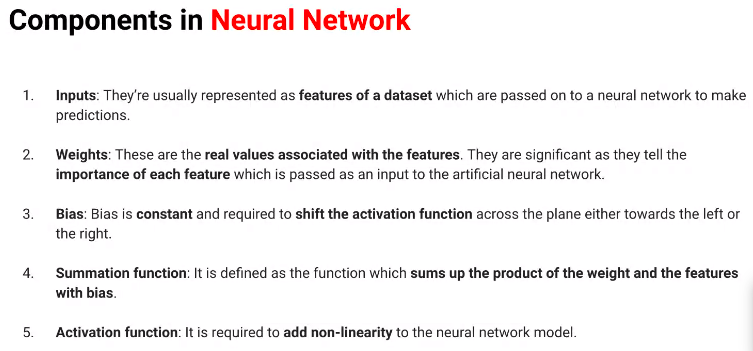 Components in Neural Network
1. Inputs: They're usually represented as features of a dataset which are passed on to a neural network to make
predictions.
2. Weights: These are the real values associated with the features. They are significant as they tell the
importance of each feature which is passed as an input to the artificial neural network.
3. Bias: Bias is constant and required to shift the activation function across the plane either towards the left or
the right.
4. Summation function: It is defined as the function which sums up the product of the weight and the features
with bias.
5. Activation function: It is required to add non-linearity to the neural network model.